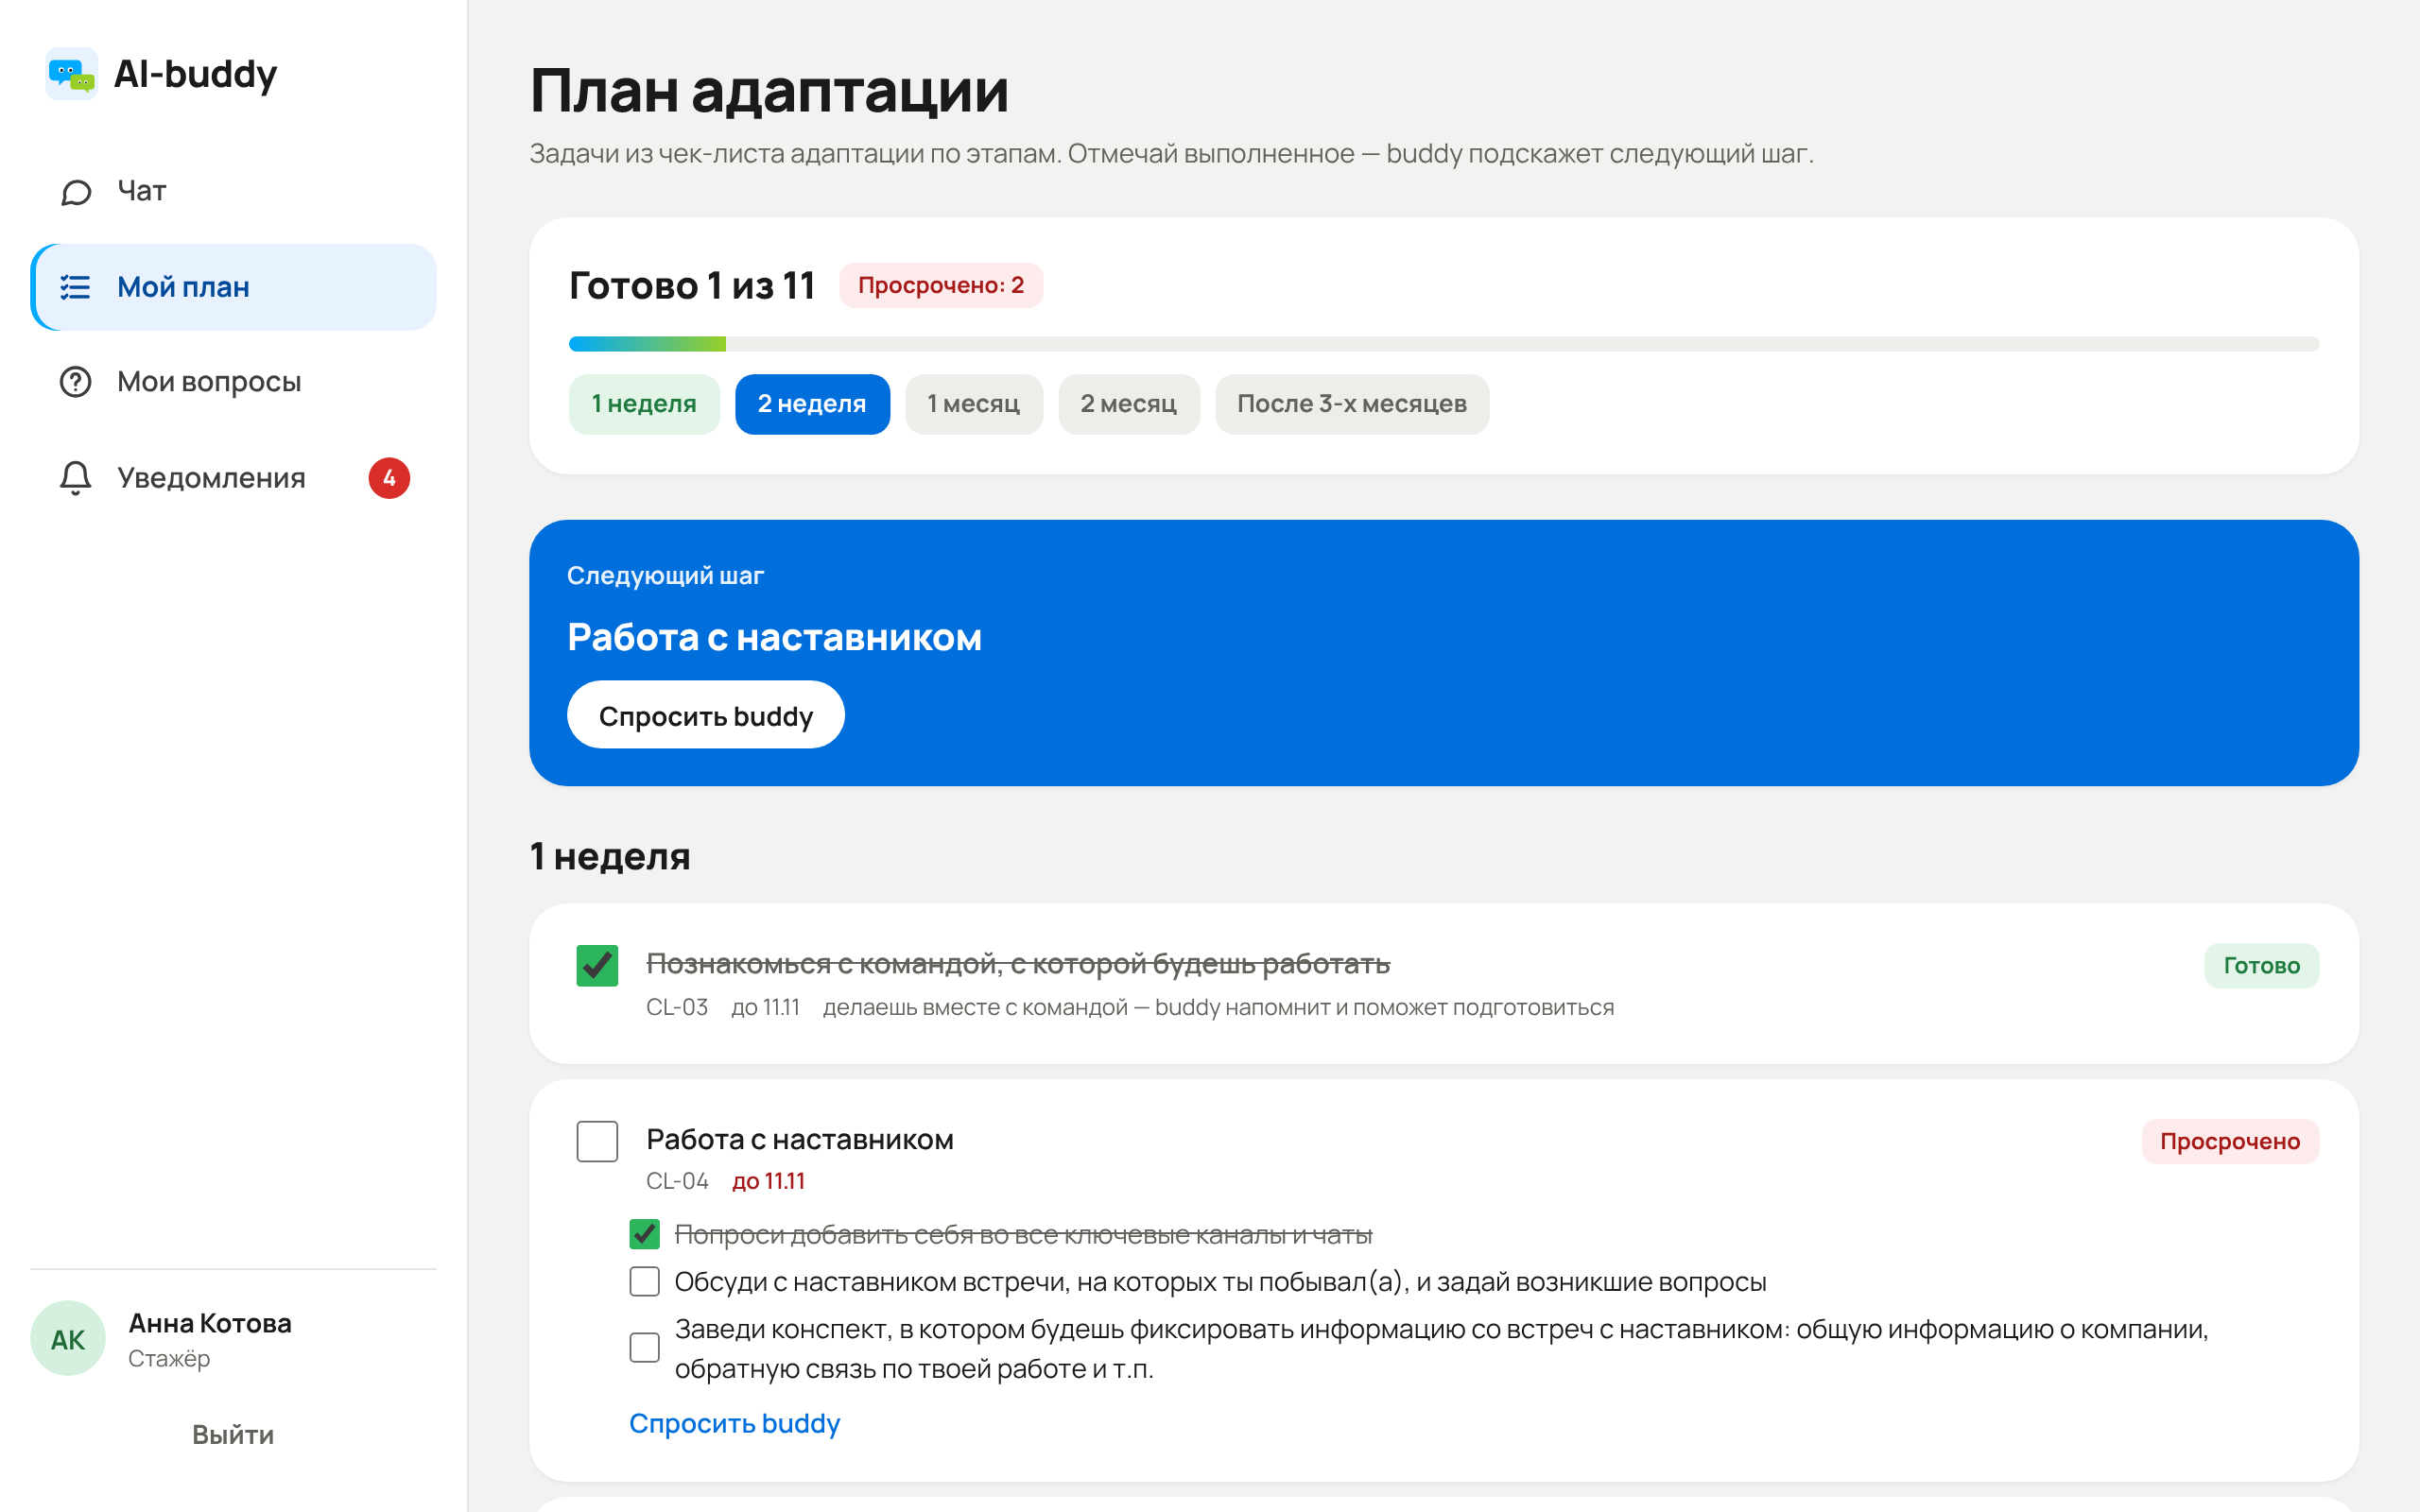 AI-buddy
Чат
Мой план
Мои вопросы
Уведомления 4
Анна Котова
АК
Стажёр
Выйти
План адаптации
Задачи из чек-листа адаптации по этапам. Отмечай выполненное — buddy подскажет следующий шаг.
Готово 1 из 11 Просрочено: 2
1 неделя 2 неделя 1 месяц 2 месяц После 3-х месяцев
Следующий шаг
Работа с наставником
Спросить buddy
1 неделя
Познакомься с командой, с которой будешь работать Готово
CL-03 до 11.11 делаешь вместе с командой — buddy напомнит и поможет подготовиться
Работа с наставником Просрочено
CL-04 до 11.11
Попроси добавить себя во все ключевые каналы и чаты
Обсуди с наставником встречи, на которых ты побывал(а), и задай возникшие вопросы
Заведи конспект, в котором будешь фиксировать информацию со встреч с наставником: общую информацию о компании,
обратную связь по твоей работе и т.п.
Спросить buddy